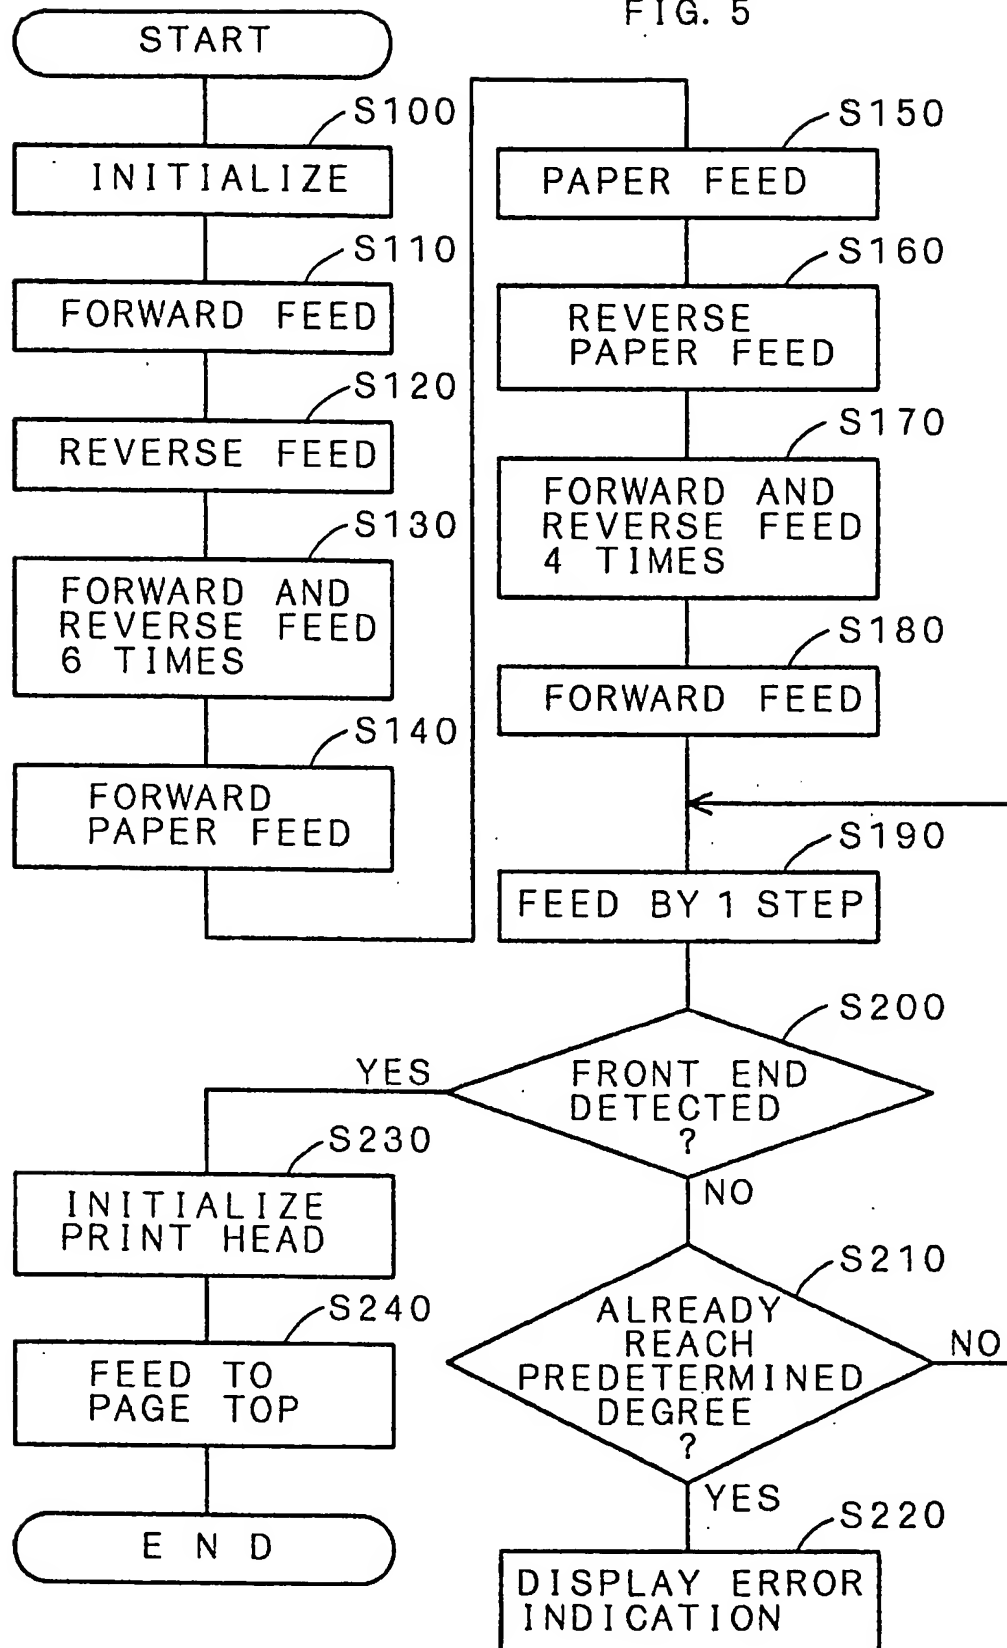 FIG. 5
START
S100
INITIALIZE
S110
FORWARD FEED
S120
REVERSE FEED
S130
FORWARD AND
REVERSE FEED
6 TIMES
S140
FORWARD
PAPER FEED
S150
PAPER FEED
S160
REVERSE
PAPER FEED
S170
FORWARD AND
REVERSE FEED
4 TIMES
S180
FORWARD FEED
S190
FEED BY 1 STEP
S200
FRONT END
DETECTED
?
YES
NO
S210
ALREADY
REACH
PREDETERMINED
DEGREE
?
NO
YES
S220
DISPLAY ERROR
INDICATION
S230
INITIALIZE
PRINT HEAD
S240
FEED TO
PAGE TOP
END